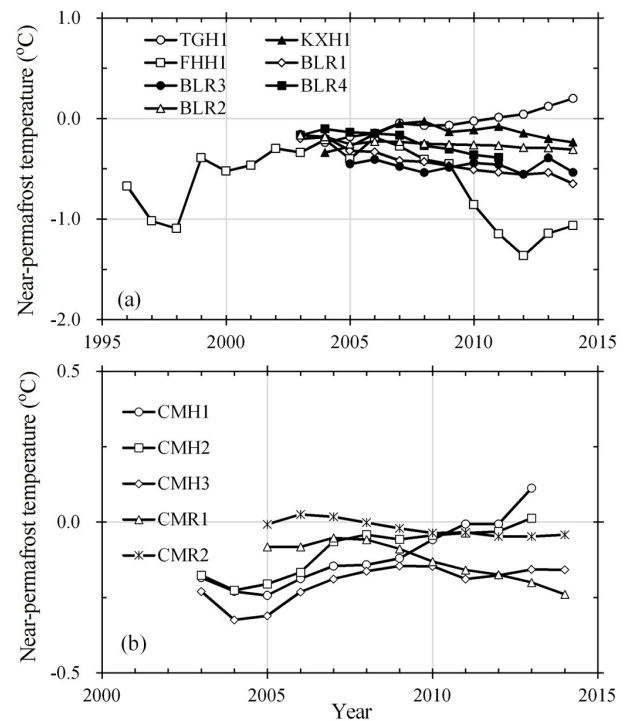 Near-permafrost temperature (°C)
1.0
TGH1 KXH1
FHH1 BLR1
BLR3 BLR4
BLR2
0.0
-1.0
(a)
-2.0
1995 2000 2005 2010 2015
Near-permafrost temperature (°C)
0.5
CMH1
CMH2
CMH3
CMR1
CMR2
0.0
(b)
-0.5
2000 2005 2010 2015
Year